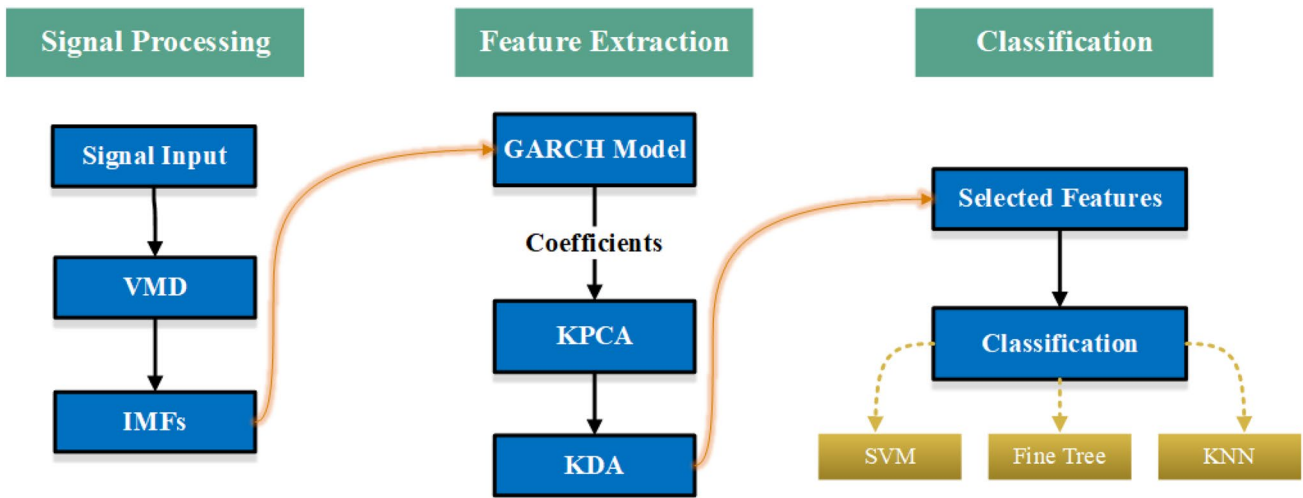 Signal Processing
Feature Extraction
Classification
Signal Input
VMD
IMFs
GARCH Model
Coefficients
KPCA
KDA
Selected Features
Classification
SVM
Fine Tree
KNN